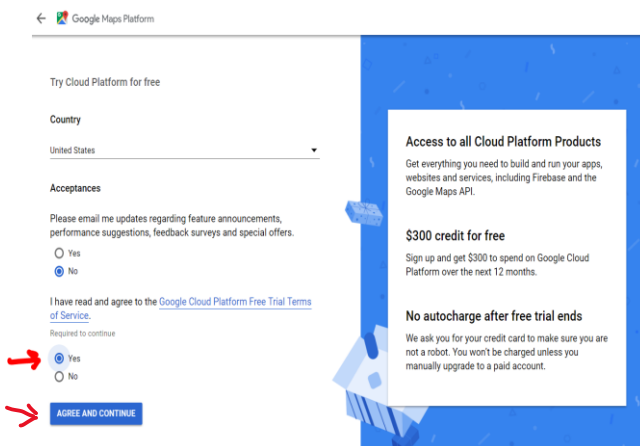 Google Maps Platform
Try Cloud Platform for free
Country
United States
Acceptances
Please email me updates regarding feature announcements,
performance suggestions, feedback surveys and special offers.
Yes
No
I have read and agree to the Google Cloud Platform Free Trial Terms
of Service.
Required to continue
Yes
No
AGREE AND CONTINUE
Access to all Cloud Platform Products
Get everything you need to build and run your apps,
websites and services, including Firebase and the
Google Maps API.
$300 credit for free
Sign up and get $300 to spend on Google Cloud
Platform over the next 12 months.
No autocharge after free trial ends
We ask you for your credit card to make sure you are
not a robot. You won't be charged unless you
manually upgrade to a paid account.